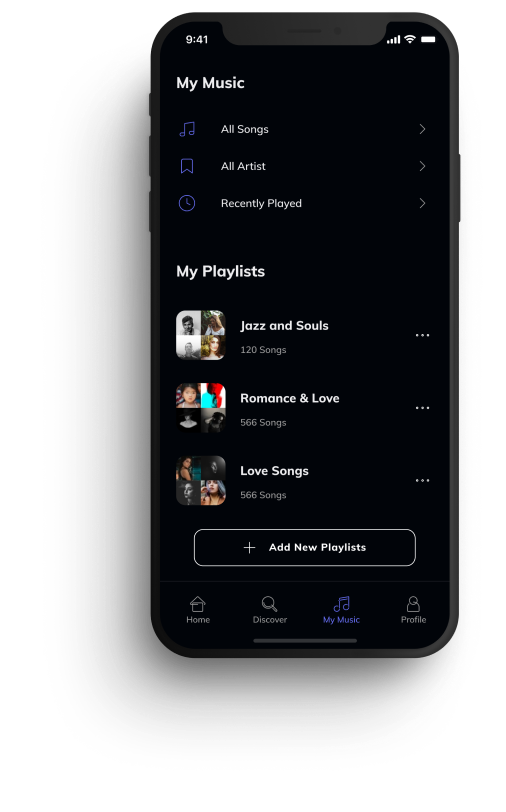 9:41
My Music
All Songs
All Artist
Recently Played
My Playlists
Jazz and Souls
120 Songs
Romance & Love
566 Songs
Love Songs
566 Songs
Add New Playlists
Home
Discover
My Music
Profile